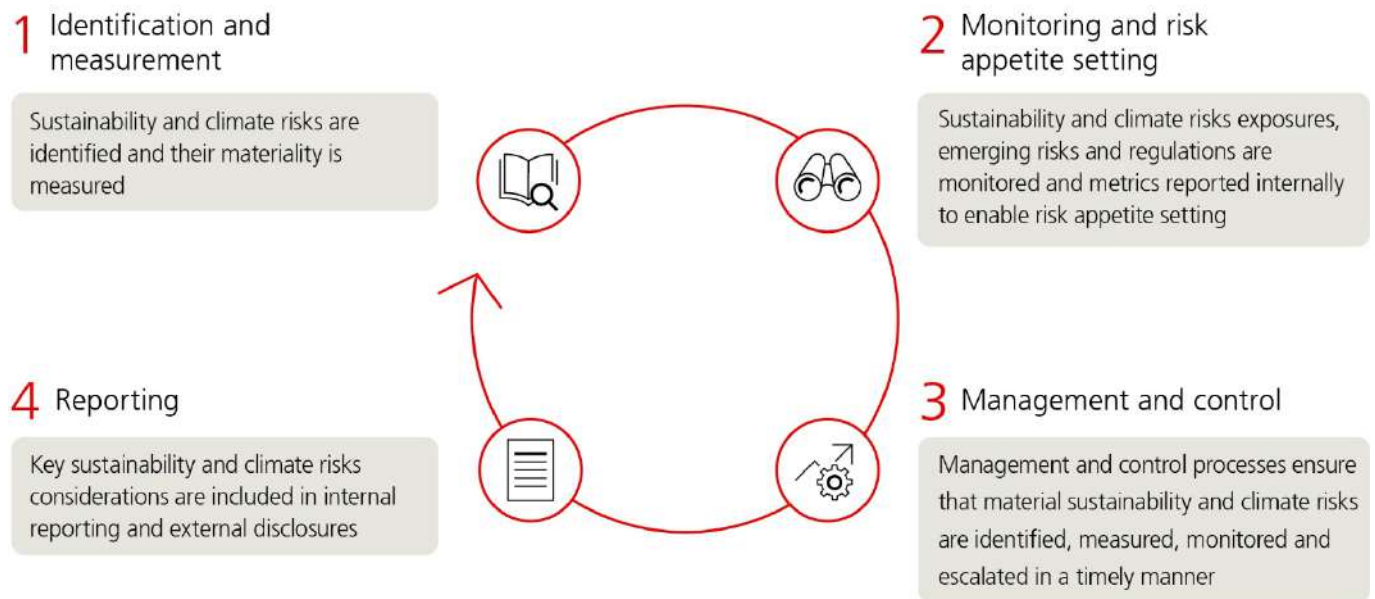 1 Identification and
measurement
Sustainability and climate risks are
identified and their materiality is
measured
2 Monitoring and risk
appetite setting
Sustainability and climate risks exposures,
emerging risks and regulations are
monitored and metrics reported internally
to enable risk appetite setting
3 Management and control
Management and control processes ensure
that material sustainability and climate risks
are identified, measured, monitored and
escalated in a timely manner
4 Reporting
Key sustainability and climate risks
considerations are included in internal
reporting and external disclosures